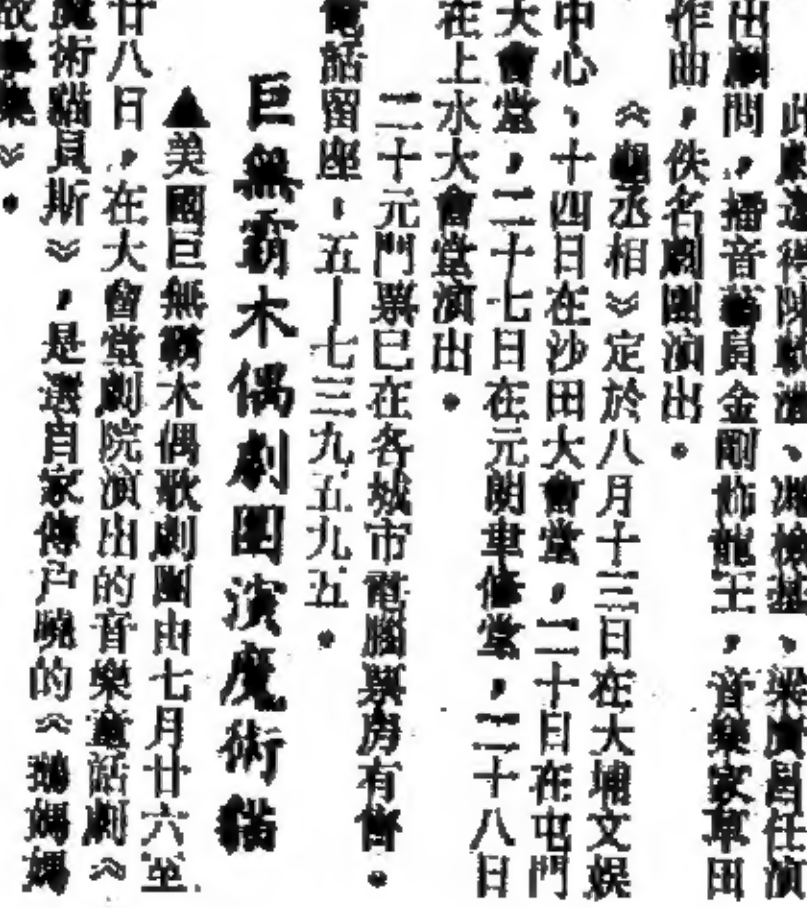 此劇邀得陳、梁廣昌任演
出顧問，播音藝員金剛飾龍王，音樂家草田
作曲，佚名劇團演出。
《龜丞相》定於八月十三日在大埔文娛
中心、十四日在沙田大會堂，二十日在屯門
大會堂，二十七日在元朗聿修堂，二十八日
在上水大會堂演出。
二十元門票已在各城市電腦票房有售。
電話留座，五—七三九五九五。
巨無霸木偶劇團演魔術貓
▲美國巨無霸木偶歌劇團由七月廿六至
廿八日，在大會堂劇院演出的音樂童話劇《
魔術貓貝斯》，是選自家傳戶曉的《鵝媽媽
故事集》。